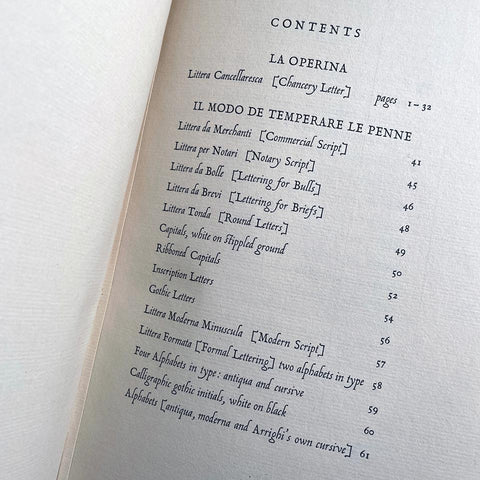 CONTENTS
LA OPERINA
Littera Cancellaresca [Chancery Letter] pages 1–32
IL MODO DE TEMPERARE LE PENNE
Littera da Merchanti [Commercial Script] 41
Littera per Notari [Notary Script] 45
Littera da Bolle [Lettering for Bulls] 46
Littera da Brevi [Lettering for Briefs] 48
Littera Tonda [Round Letters] 49
Capitals, white on stippled ground 50
Ribboned Capitals 52
Inscription Letters 54
Gothic Letters 56
Littera Moderna Minuscula [Modern Script] 57
Littera Formata [Formal Lettering] two alphabets in type 58
Four Alphabets in type: antiqua and cursive 59
Calligraphic gothic initials, white on black 60
Alphabets [antiqua, moderna and Arrighi's own cursive] 61